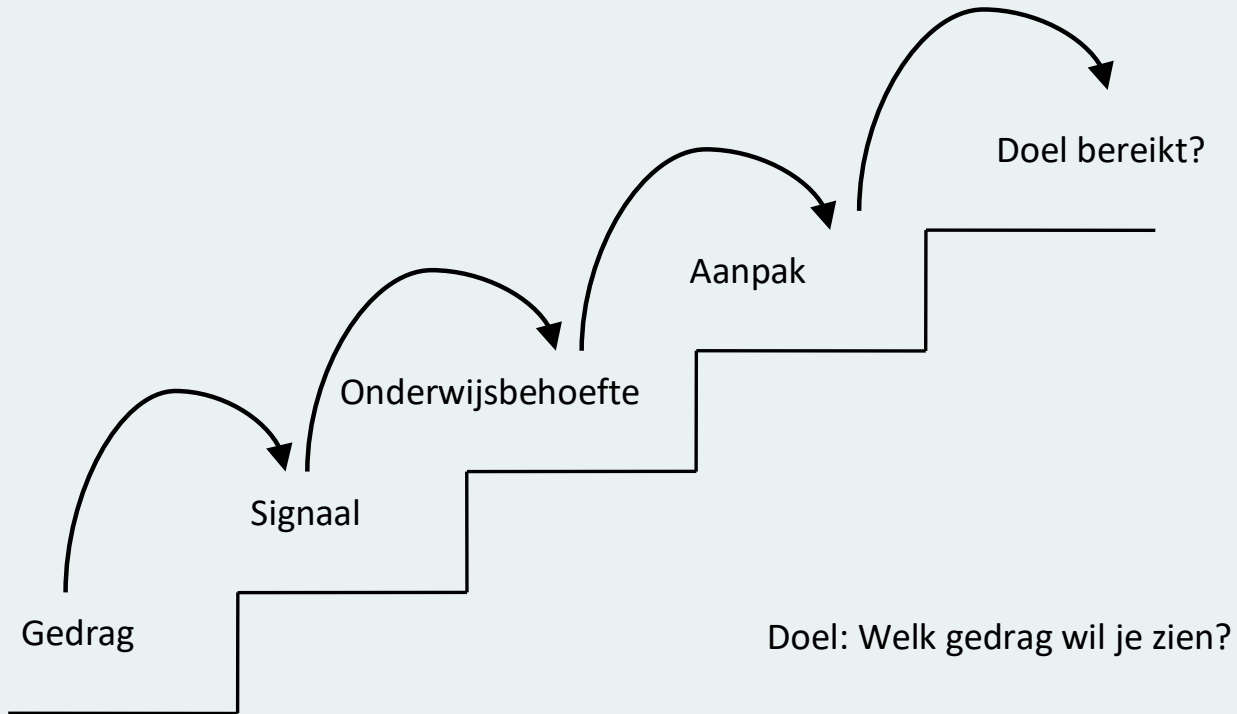 Doel bereikt?
Aanpak
Onderwijsbehoefte
Signaal
Gedrag
Doel: Welk gedrag wil je zien?